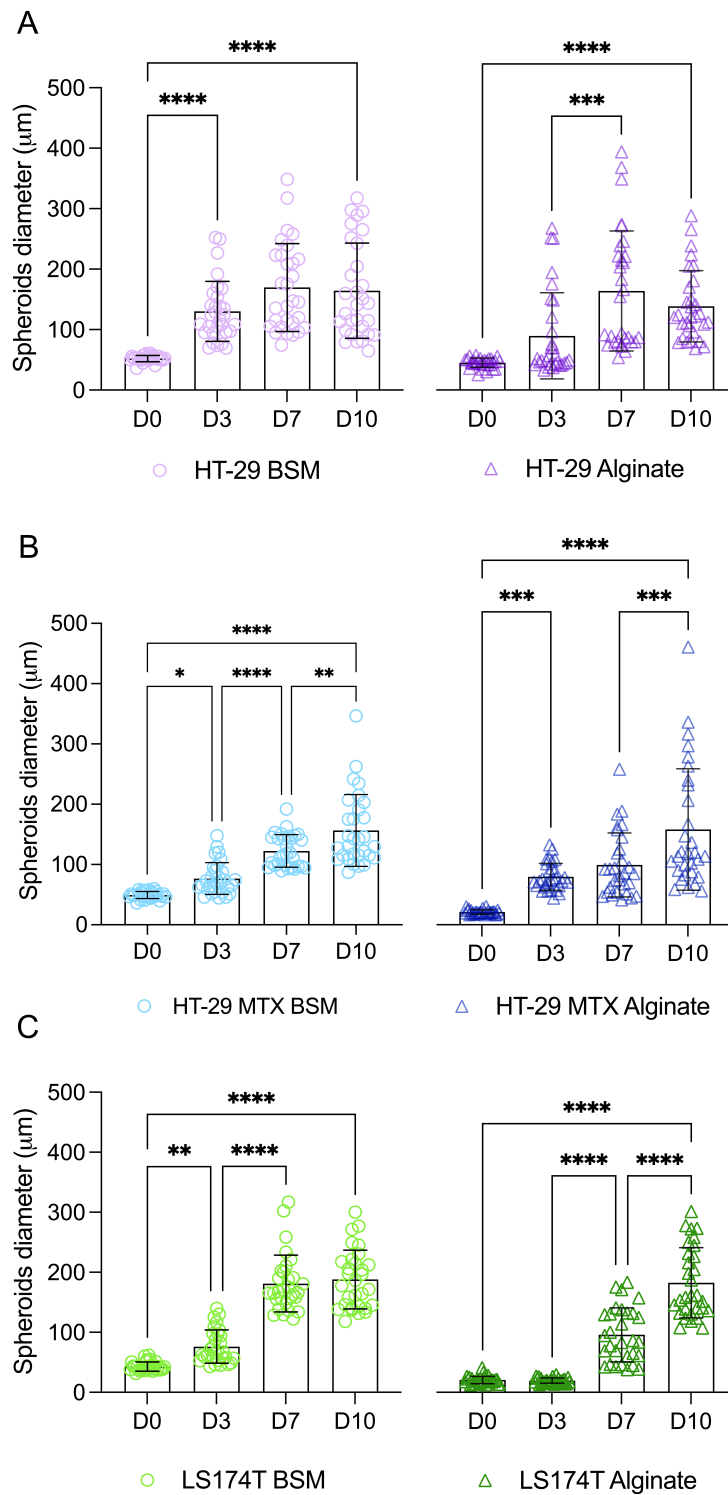 A
**** ****
**** ***
Spheroids diameter (μm)
500
400
300
200
100
0
D0 D3 D7 D10 D0 D3 D7 D10
HT-29 BSM HT-29 Alginate
B
****
*** ***
****
* **** **
Spheroids diameter (μm)
500
400
300
200
100
0
D0 D3 D7 D10 D0 D3 D7 D10
HT-29 MTX BSM HT-29 MTX Alginate
C
**** ****
** **** **** ****
Spheroids diameter (μm)
500
400
300
200
100
0
D0 D3 D7 D10 D0 D3 D7 D10
LS174T BSM LS174T Alginate